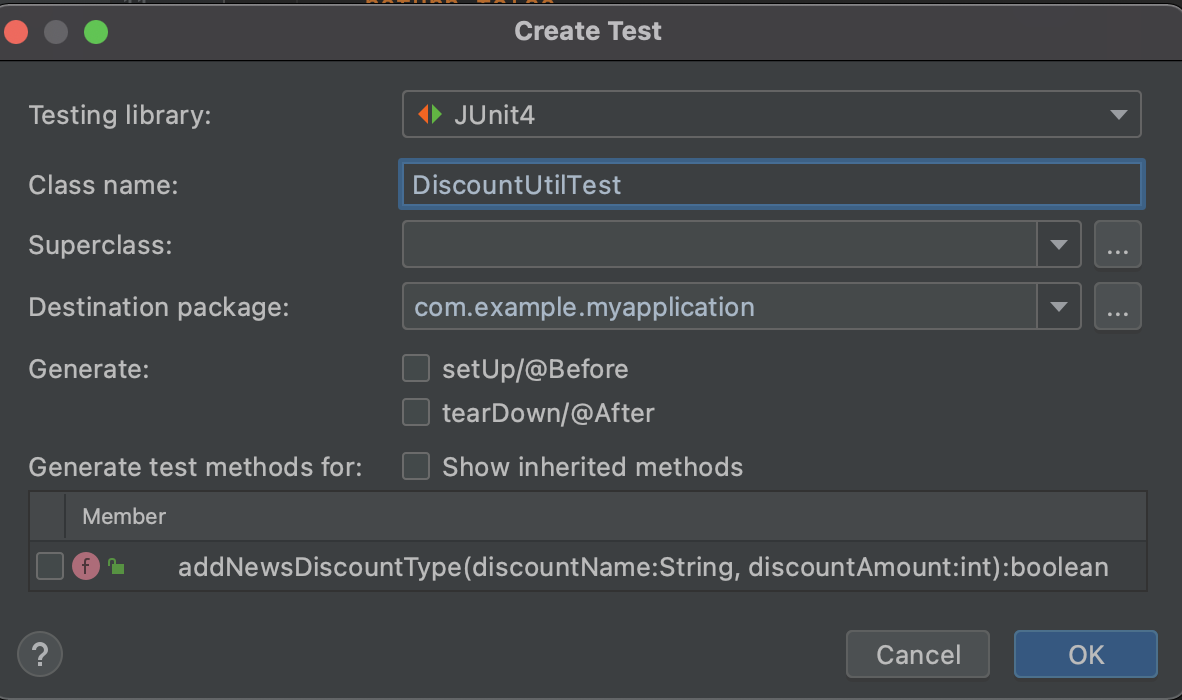 Create Test
Testing library: JUnit4
Class name: DiscountUtilTest
Superclass: ...
Destination package: com.example.myapplication ...
Generate: setUp/@Before
tearDown/@After
Generate test methods for: Show inherited methods
Member
f addNewsDiscountType(discountName:String, discountAmount:int):boolean
? Cancel OK